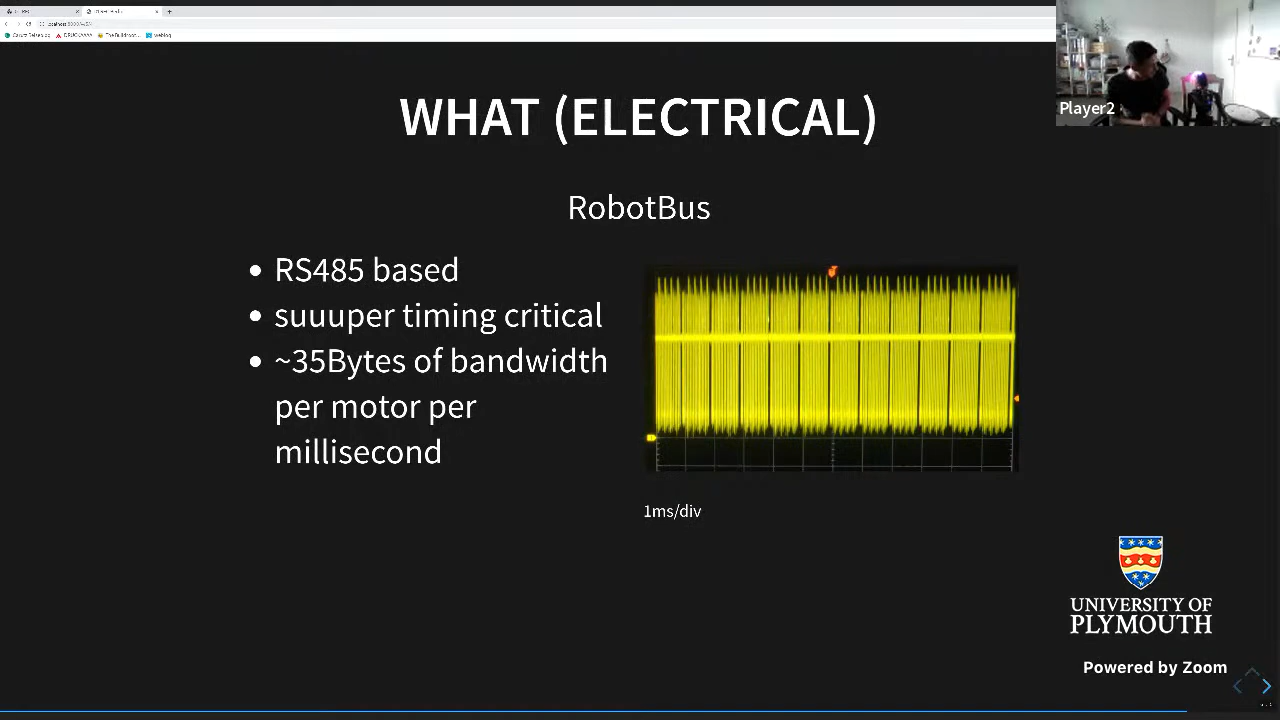 Player2
WHAT (ELECTRICAL)
RobotBus
RS485 based
suuuper timing critical
~35Bytes of bandwidth
per motor per
millisecond
1ms/div
UNIVERSITY OF
PLYMOUTH
Powered by Zoom